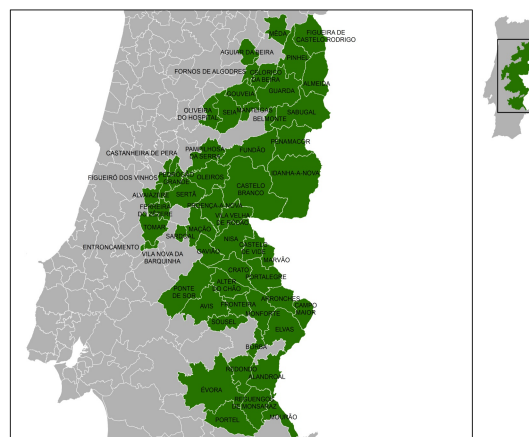 MÊDA
FIGUEIRA DE
CASTELO RODRIGO
AGUIAR DA BEIRA
PINHEL
FORNOS DE ALGODRES
CELORICO
DA BEIRA
ALMEIDA
GOUVEIA
GUARDA
OLIVEIRA
DO HOSPITAL
SEIA
MANTEIGAS
SABUGAL
BELMONTE
PENAMACOR
CASTANHEIRA DE PERA
PAMPILHOSA
DA SERRA
FUNDÃO
FIGUEIRÓ DOS VINHOS
PEDRÓGÃO
GRANDE
OLEIROS
IDANHA-A-NOVA
ALVAIÁZERE
SERTÃ
CASTELO
BRANCO
FERREIRA
DO ZÊZERE
PROENÇA-A-NOVA
VILA VELHA
DE RÓDÃO
TOMAR
SARDOAL
MAÇÃO
NISA
ENTRONCAMENTO
VILA NOVA DA
BARQUINHA
GAVIÃO
CASTELO
DE VIDE
MARVÃO
CRATO
PORTALEGRE
PONTE
DE SOR
ALTER
DO CHÃO
ARRONCHES
AVIS
FRONTEIRA
CAMPO
MAIOR
MONFORTE
SOUSEL
ELVAS
BORBA
REDONDO
ALANDROAL
ÉVORA
REGUENGOS
DE MONSARAZ
PORTEL
MOURÃO